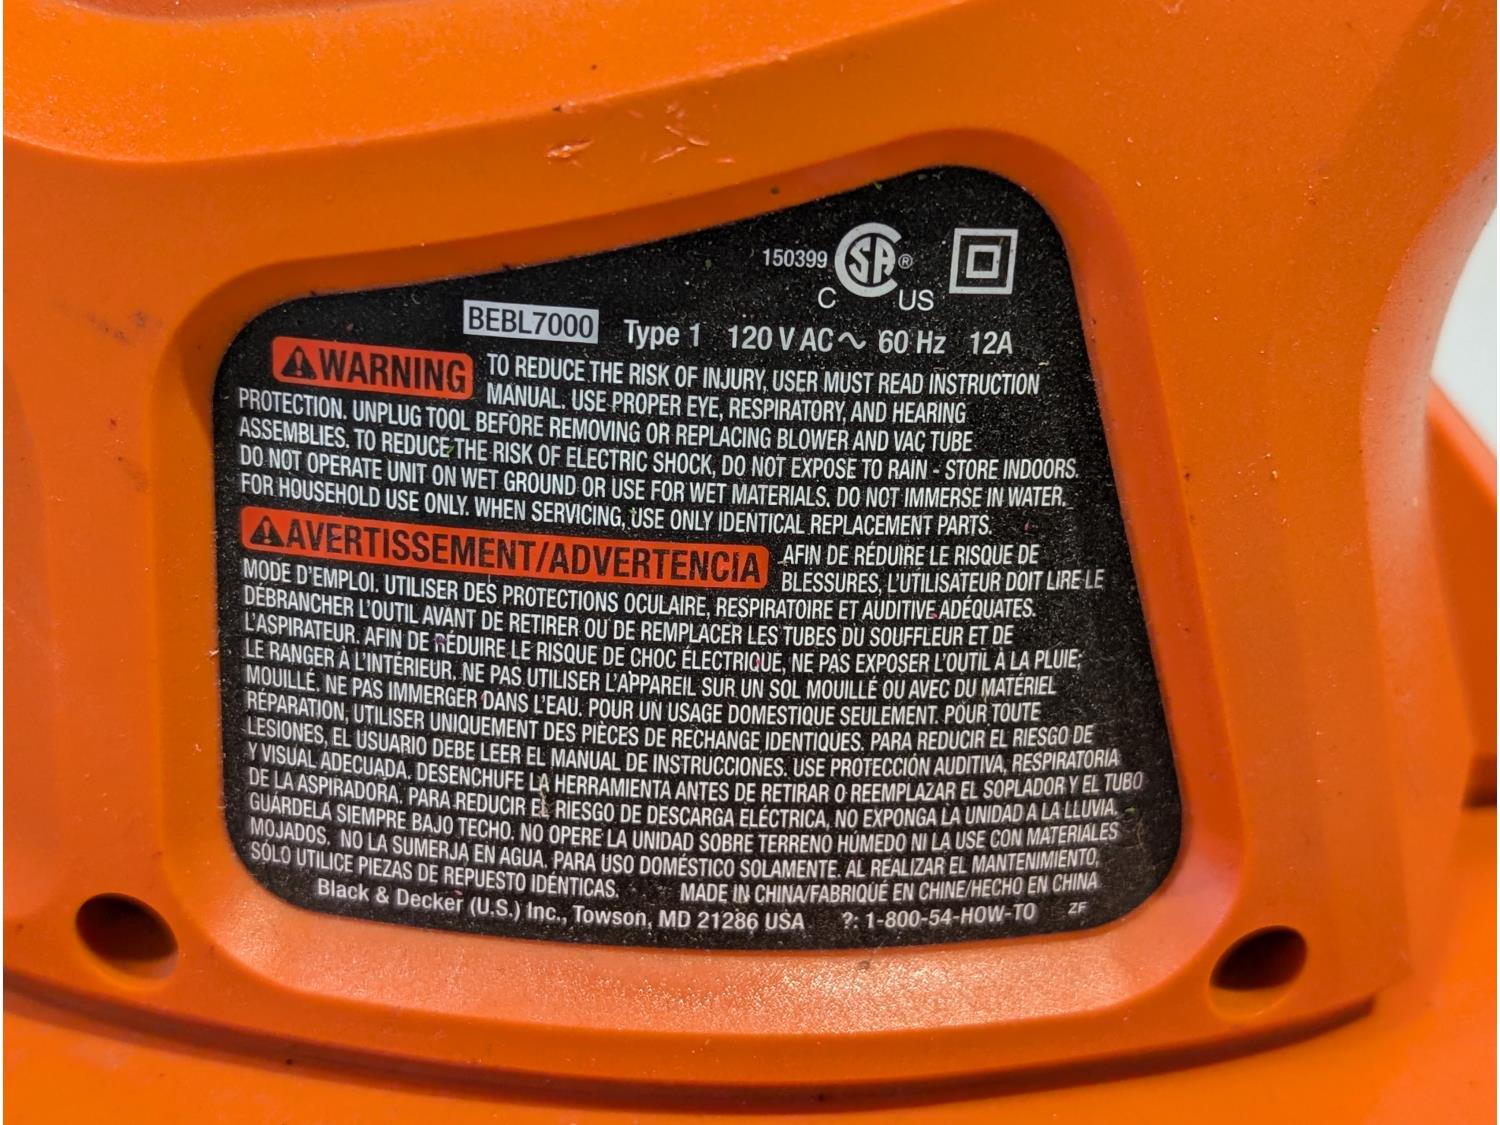 150399 SA ®
C US
BEBL7000 Type 1 120 V AC ~ 60 Hz 12A
WARNING TO REDUCE THE RISK OF INJURY, USER MUST READ INSTRUCTION
MANUAL. USE PROPER EYE, RESPIRATORY, AND HEARING
PROTECTION. UNPLUG TOOL BEFORE REMOVING OR REPLACING BLOWER AND VAC TUBE
ASSEMBLIES. TO REDUCE THE RISK OF ELECTRIC SHOCK, DO NOT EXPOSE TO RAIN - STORE INDOORS.
DO NOT OPERATE UNIT ON WET GROUND OR USE FOR WET MATERIALS. DO NOT IMMERSE IN WATER.
FOR HOUSEHOLD USE ONLY. WHEN SERVICING, USE ONLY IDENTICAL REPLACEMENT PARTS.
AVERTISSEMENT/ADVERTENCIA AFIN DE RÉDUIRE LE RISQUE DE
BLESSURES, L'UTILISATEUR DOIT LIRE LE
MODE D'EMPLOI. UTILISER DES PROTECTIONS OCULAIRE, RESPIRATOIRE ET AUDITIVE ADÉQUATES.
DÉBRANCHER L'OUTIL AVANT DE RETIRER OU DE REMPLACER LES TUBES DU SOUFFLEUR ET DE
L'ASPIRATEUR. AFIN DE RÉDUIRE LE RISQUE DE CHOC ÉLECTRIQUE, NE PAS EXPOSER L'OUTIL À LA PLUIE;
LE RANGER À L'INTÉRIEUR. NE PAS UTILISER L'APPAREIL SUR UN SOL MOUILLÉ OU AVEC DU MATÉRIEL
MOUILLÉ. NE PAS IMMERGER DANS L'EAU. POUR UN USAGE DOMESTIQUE SEULEMENT. POUR TOUTE
RÉPARATION, UTILISER UNIQUEMENT DES PIÈCES DE RECHANGE IDENTIQUES. PARA REDUCIR EL RIESGO DE
LESIONES, EL USUARIO DEBE LEER EL MANUAL DE INSTRUCCIONES. USE PROTECCIÓN AUDITIVA, RESPIRATORIA
Y VISUAL ADECUADA. DESENCHUFE LA HERRAMIENTA ANTES DE RETIRAR O REEMPLAZAR EL SOPLADOR Y EL TUBO
DE LA ASPIRADORA. PARA REDUCIR EL RIESGO DE DESCARGA ELÉCTRICA, NO EXPONGA LA UNIDAD A LA LLUVIA.
GUÁRDELA SIEMPRE BAJO TECHO. NO OPERE LA UNIDAD SOBRE TERRENO HÚMEDO NI LA USE CON MATERIALES
MOJADOS. NO LA SUMERJA EN AGUA. PARA USO DOMÉSTICO SOLAMENTE. AL REALIZAR EL MANTENIMIENTO,
SÓLO UTILICE PIEZAS DE REPUESTO IDÉNTICAS. MADE IN CHINA/FABRIQUÉ EN CHINE/HECHO EN CHINA
Black & Decker (U.S.) Inc., Towson, MD 21286 USA ?: 1-800-54-HOW-TO ZF